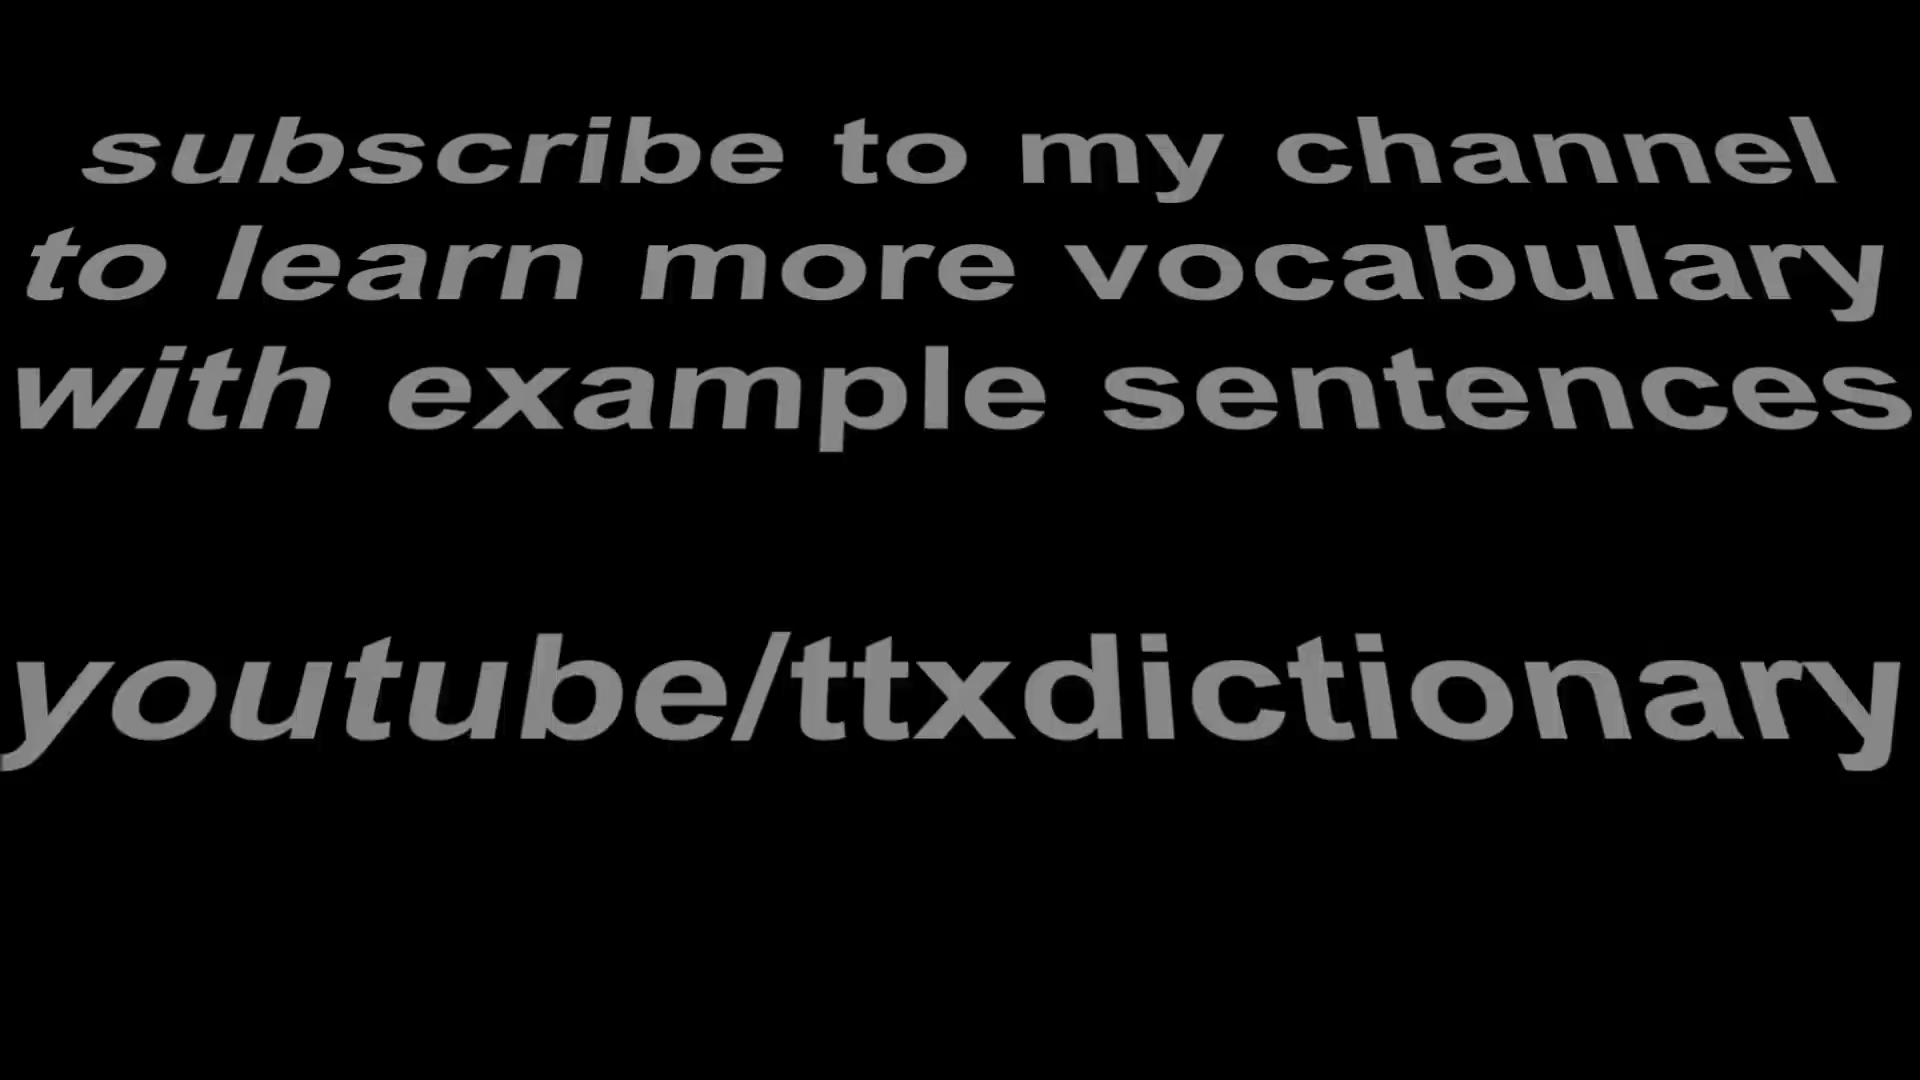 subscribe to my channel
to learn more vocabulary
with example sentences
youtube/ttxdictionary